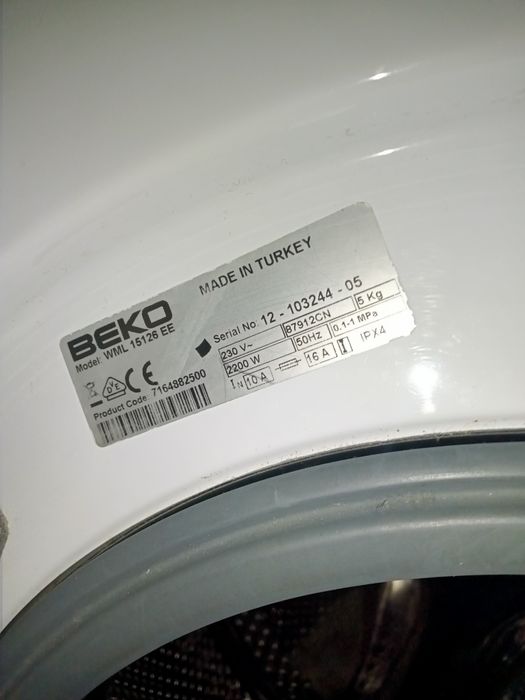 BEKO
MADE IN TURKEY
Model: WML 15126 EE
Serial No. 12 - 103244 - 05
230 V~ 87912CN 5 Kg
2200 W 50Hz 0.1-1 MPa
IN 10 A 16 A IPX4
DVE CE
Product Code: 7164882500